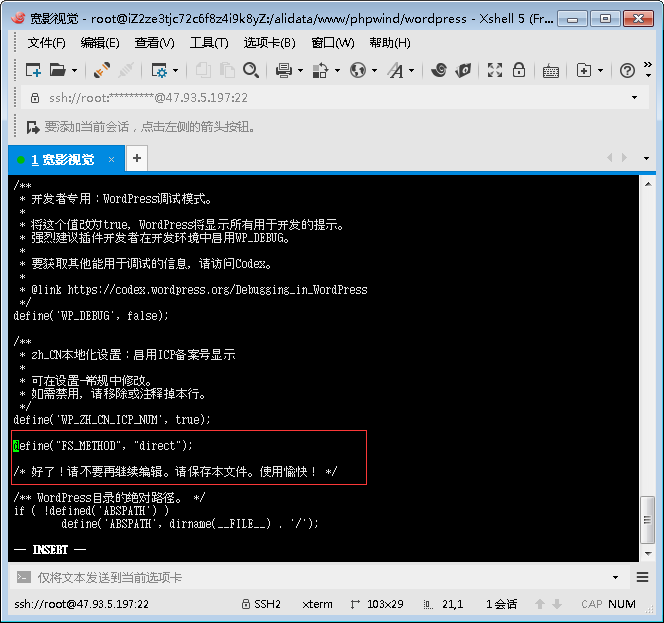 宽影视觉 - root@iZ2ze3tjc72c6f8z4i9k8yZ:/alidata/www/phpwind/wordpress - Xshell 5 (Fr...
文件(F) 编辑(E) 查看(V) 工具(T) 选项卡(B) 窗口(W) 帮助(H)
ssh://root:*********@47.93.5.197:22
要添加当前会话，点击左侧的箭头按钮。
1 宽影视觉 × +
/**
 * 开发者专用：WordPress调试模式。
 *
 * 将这个值改为true，WordPress将显示所有用于开发的提示。
 * 强烈建议插件开发者在开发环境中启用WP_DEBUG。
 *
 * 要获取其他能用于调试的信息，请访问Codex。
 *
 * @link https://codex.wordpress.org/Debugging_in_WordPress
 */
define('WP_DEBUG', false);
/**
 * zh_CN本地化设置：启用ICP备案号显示
 *
 * 可在设置→常规中修改。
 * 如需禁用，请移除或注释掉本行。
 */
define('WP_ZH_CN_ICP_NUM', true);
define("FS_METHOD", "direct");
/* 好了！请不要再继续编辑。请保存本文件。使用愉快！ */
/** WordPress目录的绝对路径。 */
if ( !defined('ABSPATH') )
        define('ABSPATH', dirname(__FILE__) . '/');
-- INSERT --
仅将文本发送到当前选项卡
ssh://root@47.93.5.197:22 SSH2 xterm 103x29 21,1 1 会话 CAP NUM